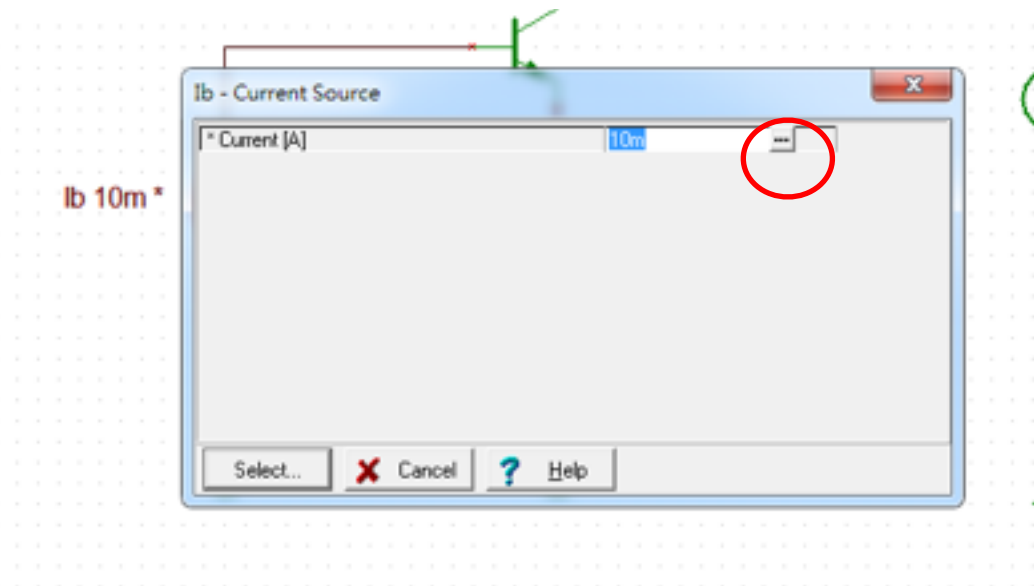 Ib - Current Source
* Current [A] 10m ...
Ib 10m *
Select... Cancel ? Help